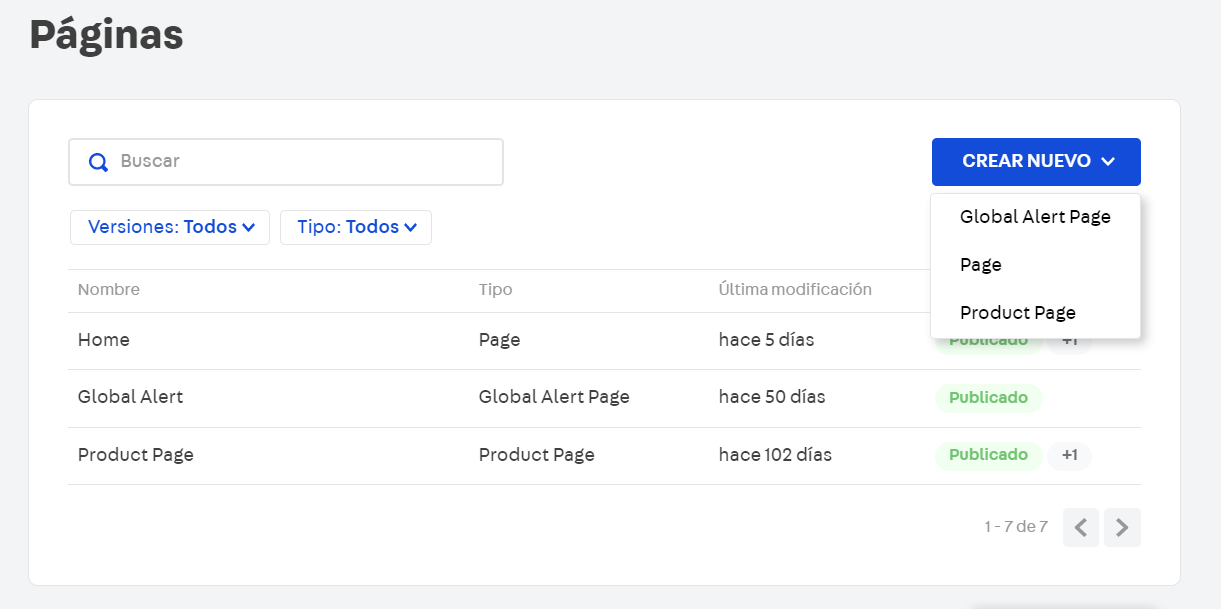 Páginas
Buscar
CREAR NUEVO
Global Alert Page
Page
Product Page
Versiones: Todos
Tipo: Todos
Nombre Tipo Última modificación
Home Page hace 5 días Publicado +1
Global Alert Global Alert Page hace 50 días Publicado
Product Page Product Page hace 102 días Publicado +1
1 - 7 de 7